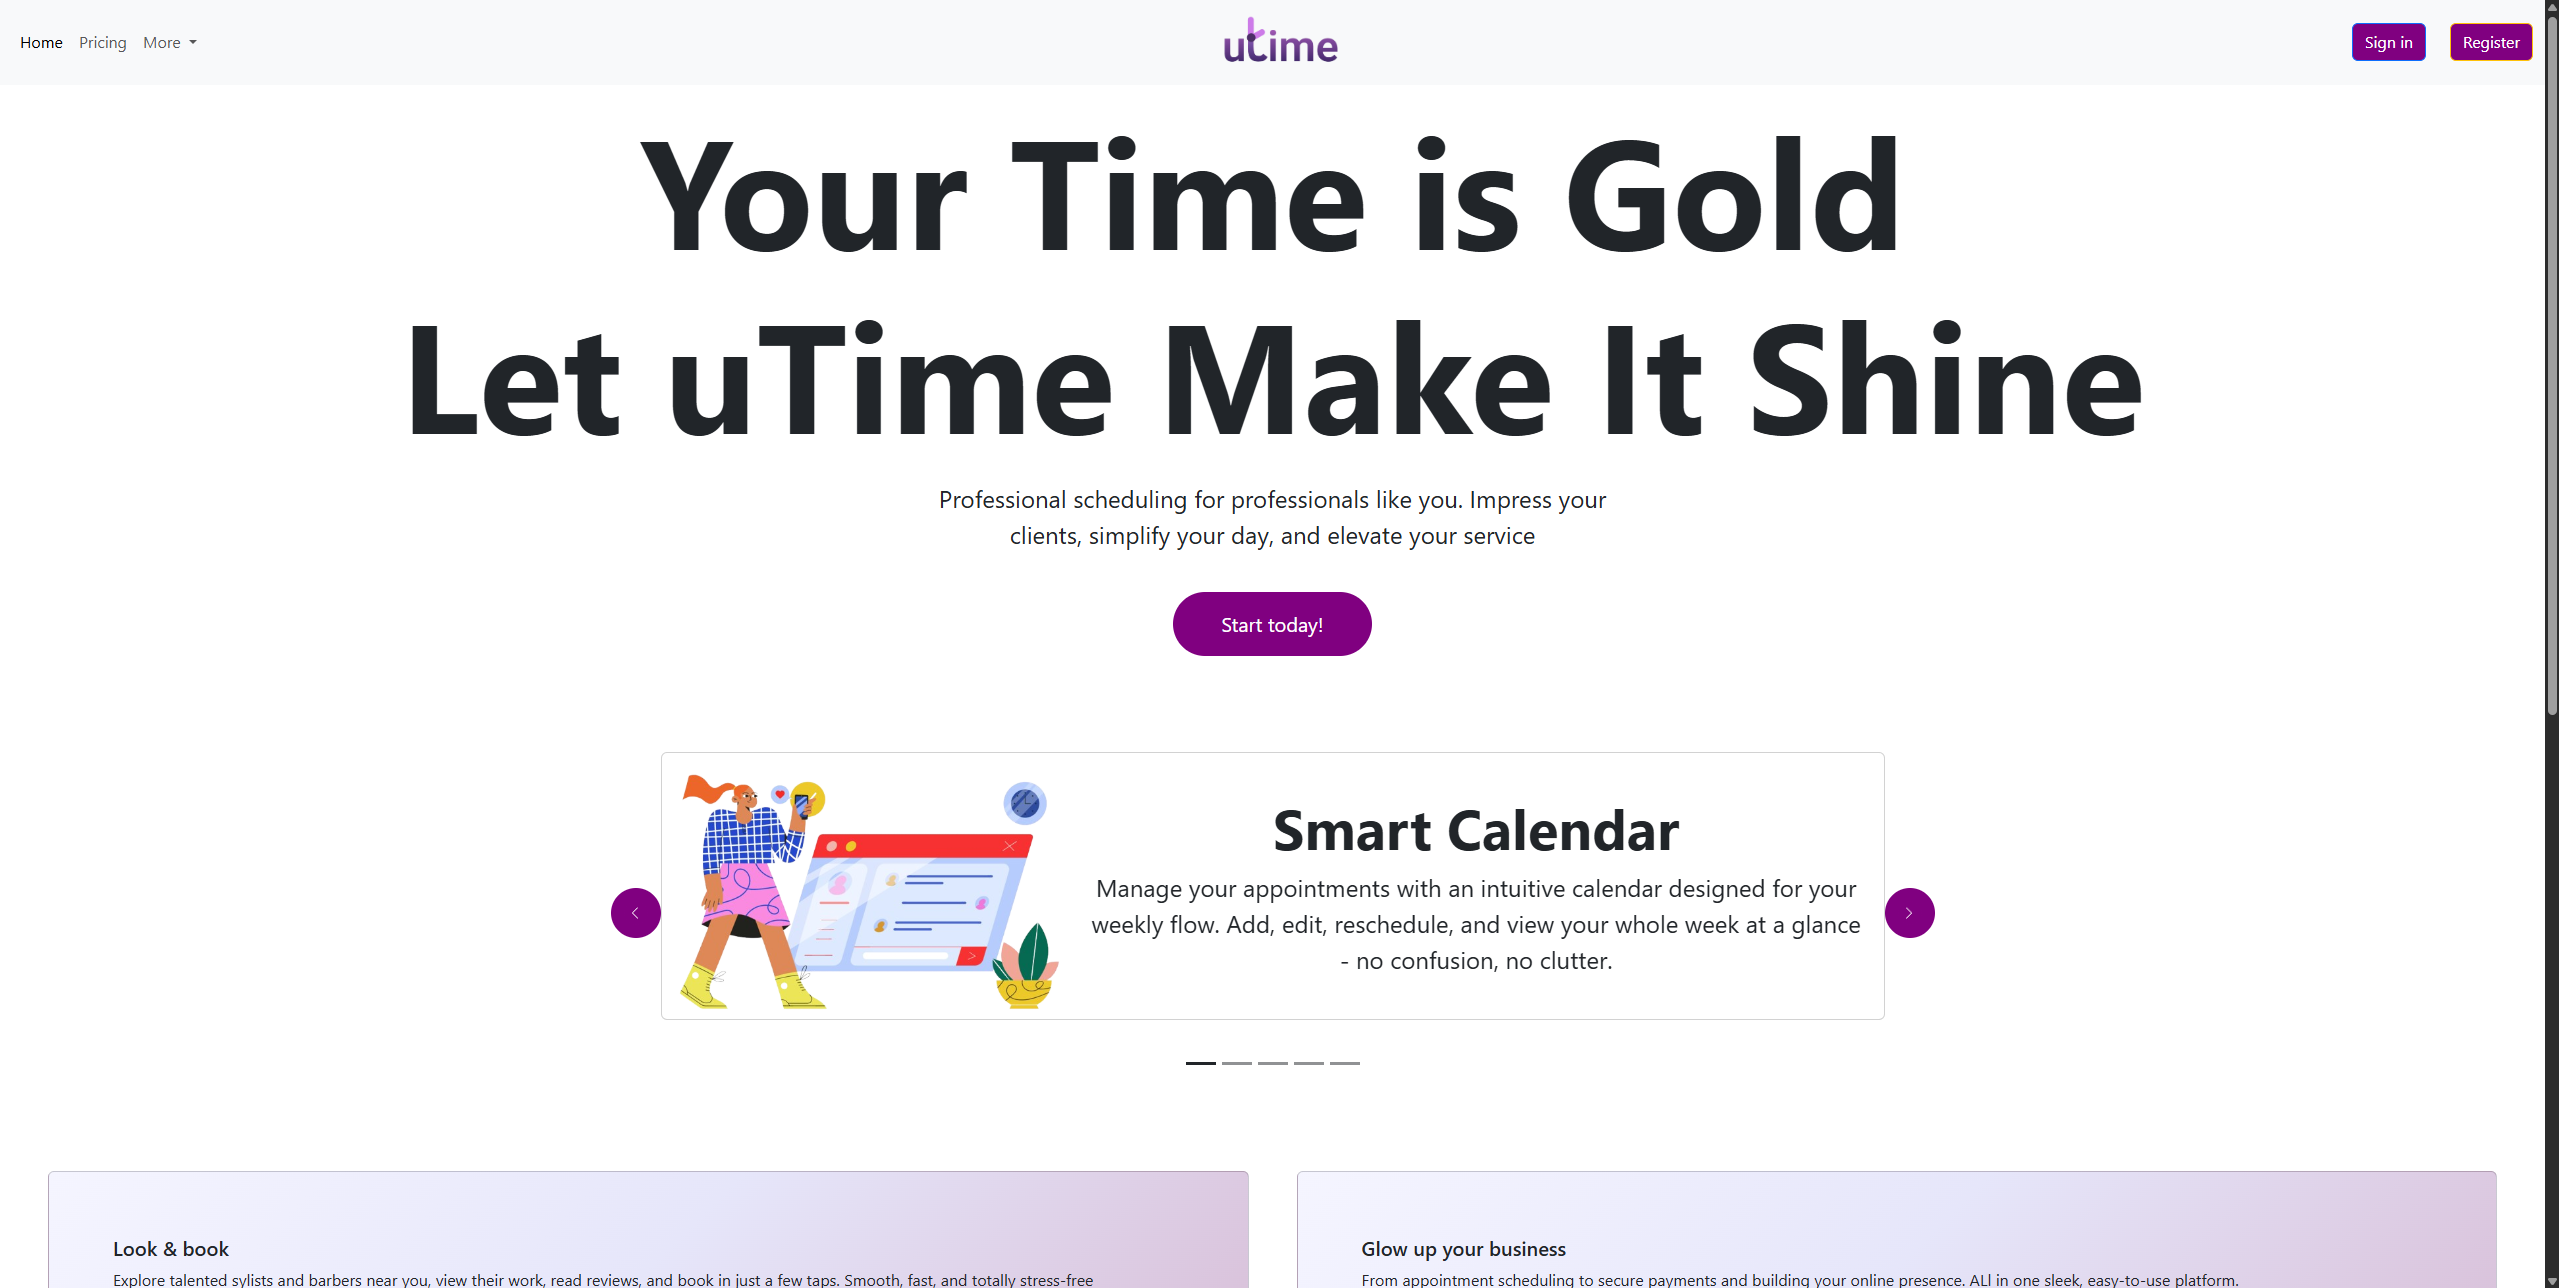 Home Pricing More
utime
Sign in Register
Your Time is Gold
Let uTime Make It Shine
Professional scheduling for professionals like you. Impress your
clients, simplify your day, and elevate your service
Start today!
Smart Calendar
Manage your appointments with an intuitive calendar designed for your
weekly flow. Add, edit, reschedule, and view your whole week at a glance
- no confusion, no clutter.
Look & book
Explore talented sylists and barbers near you, view their work, read reviews, and book in just a few taps. Smooth, fast, and totally stress-free
Glow up your business
From appointment scheduling to secure payments and building your online presence. ALl in one sleek, easy-to-use platform.